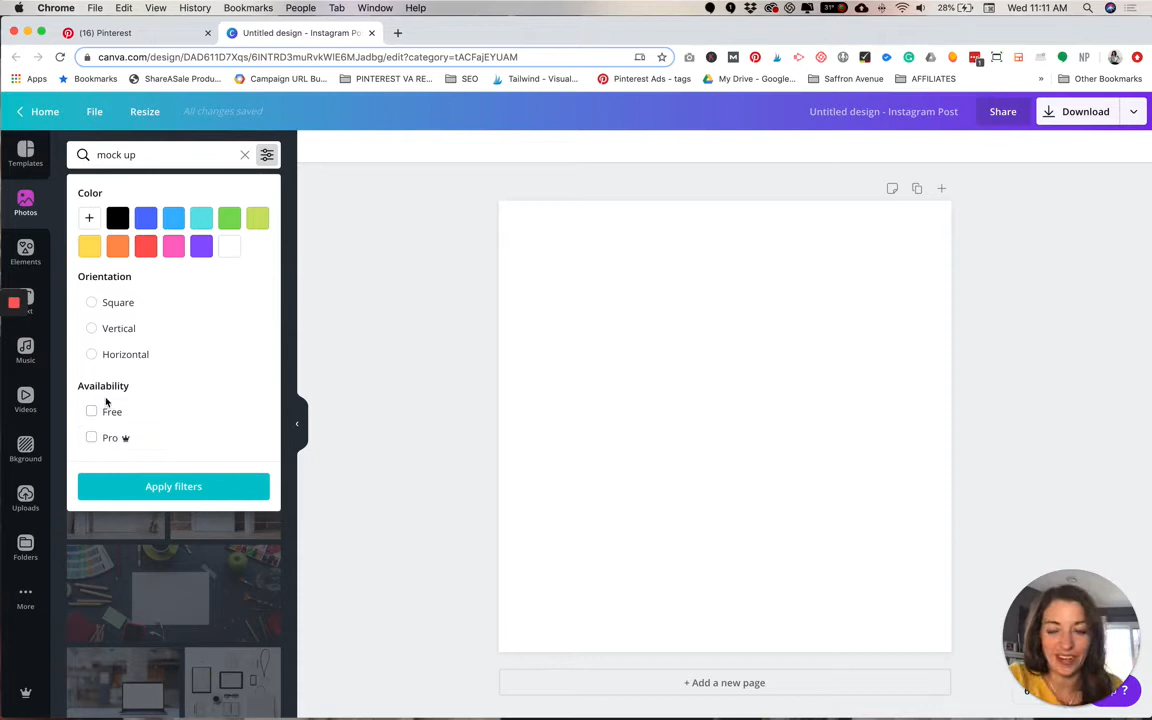 Chrome File Edit View History Bookmarks People Tab Window Help
31° 28% Wed 11:11 AM
(16) Pinterest
Untitled design - Instagram Po
canva.com/design/DAD611D7Xqs/6INTRD3muRvkWIE6MJadbg/edit?category=tACFajEYUAM
Apps Bookmarks ShareASale Produ... Campaign URL Bu... PINTEREST VA RE... SEO Tailwind - Visual... Pinterest Ads - tags My Drive - Google... Saffron Avenue AFFILIATES » Other Bookmarks
Home File Resize All changes saved Untitled design - Instagram Post Share Download
Templates
Photos
Elements
Music
Videos
Bkground
Uploads
Folders
More
mock up
Color
Orientation
Square
Vertical
Horizontal
Availability
Free
Pro
Apply filters
+ Add a new page
?